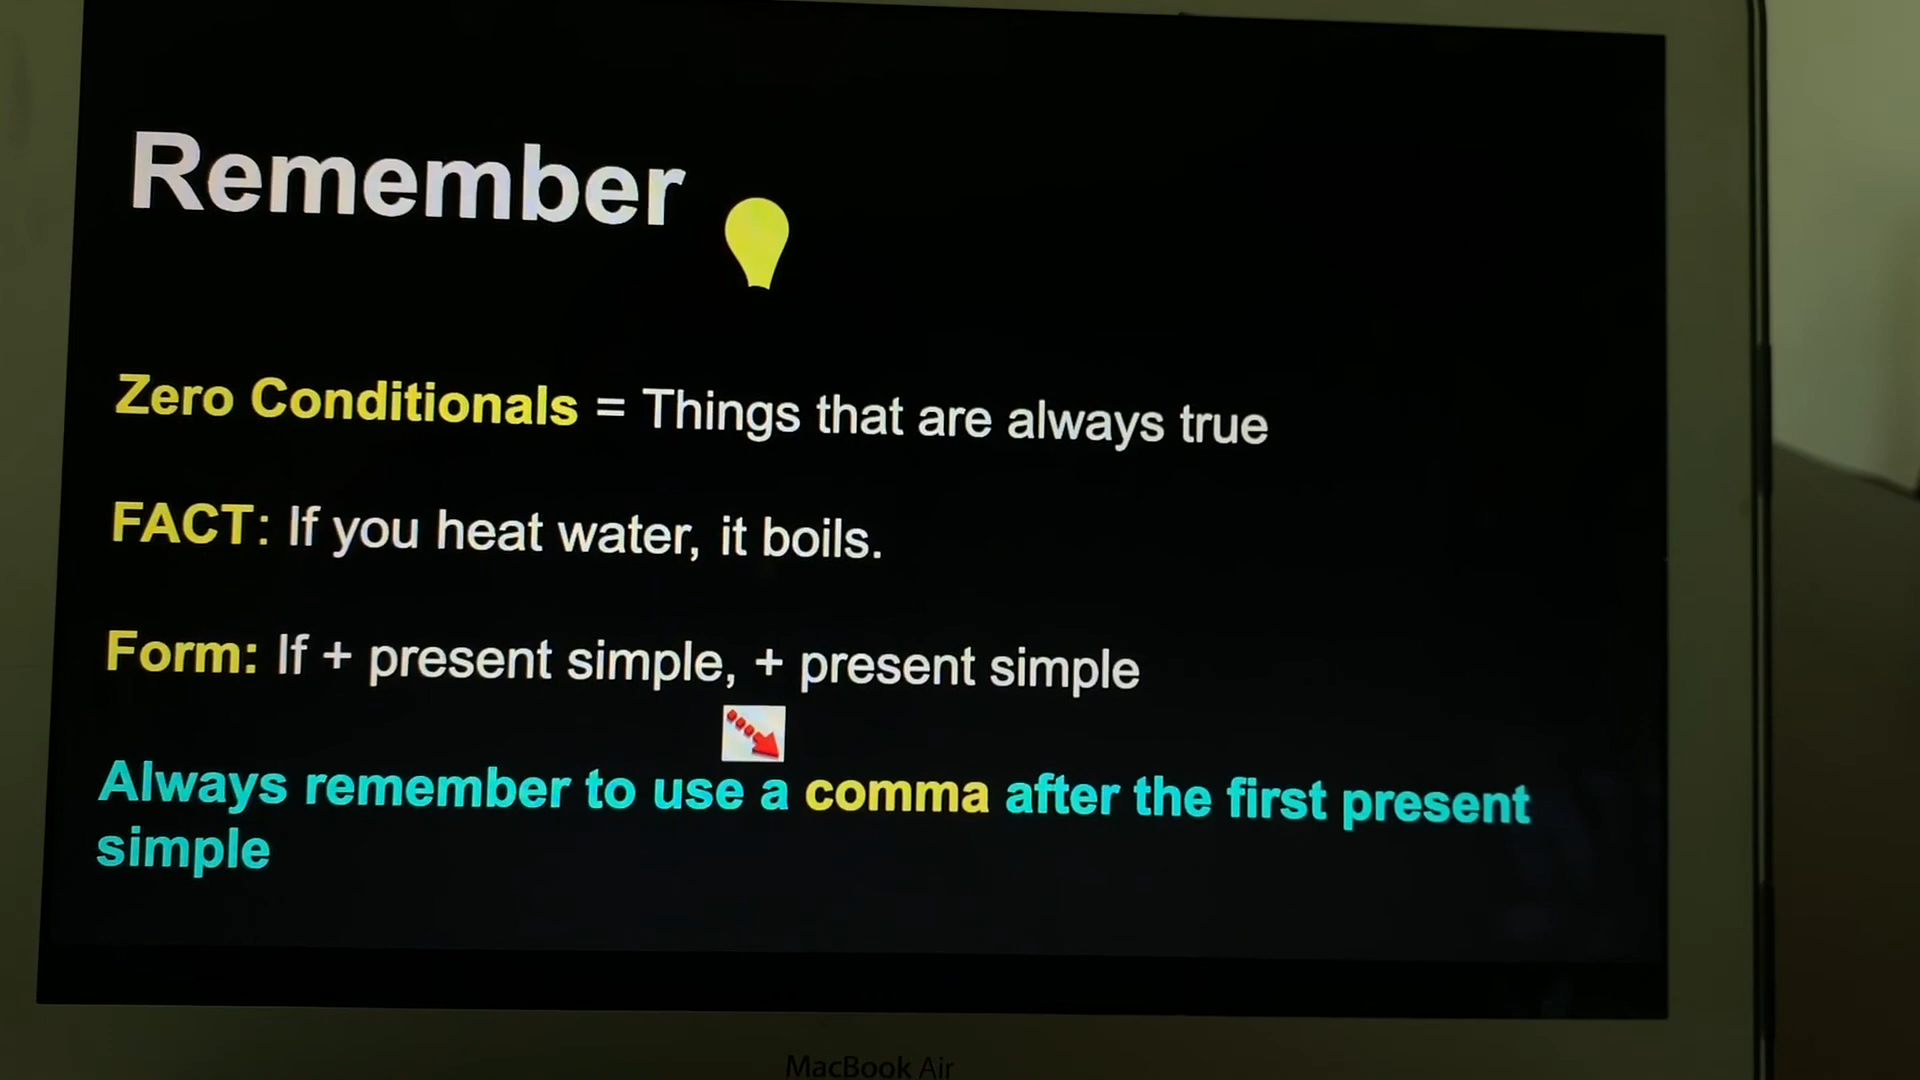 Remember
Zero Conditionals = Things that are always true
FACT: If you heat water, it boils.
Form: If + present simple, + present simple
Always remember to use a comma after the first present
simple
MacBook Air